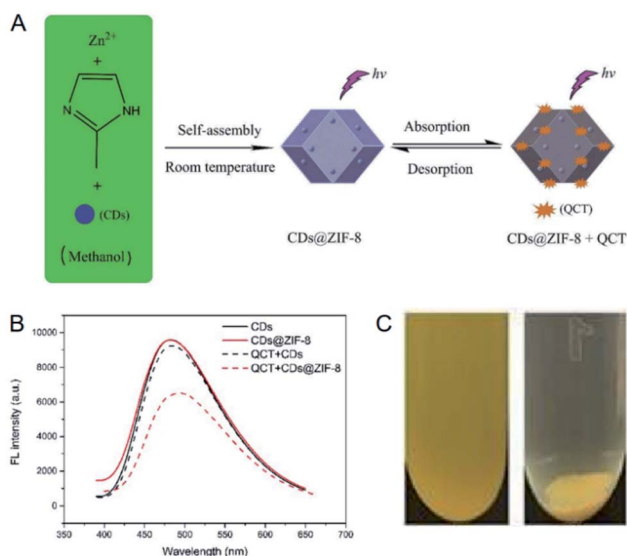 A
Zn2+
+
N
NH
+
(CDs)
(Methanol)
Self-assembly
Room temperature
hv
CDs@ZIF-8
Absorption
Desorption
hv
(QCT)
CDs@ZIF-8 + QCT
B
10000
8000
6000
4000
2000
0
FL intensity (a.u.)
CDs
CDs@ZIF-8
QCT+CDs
QCT+CDs@ZIF-8
350 400 450 500 550 600 650 700
Wavelength (nm)
C